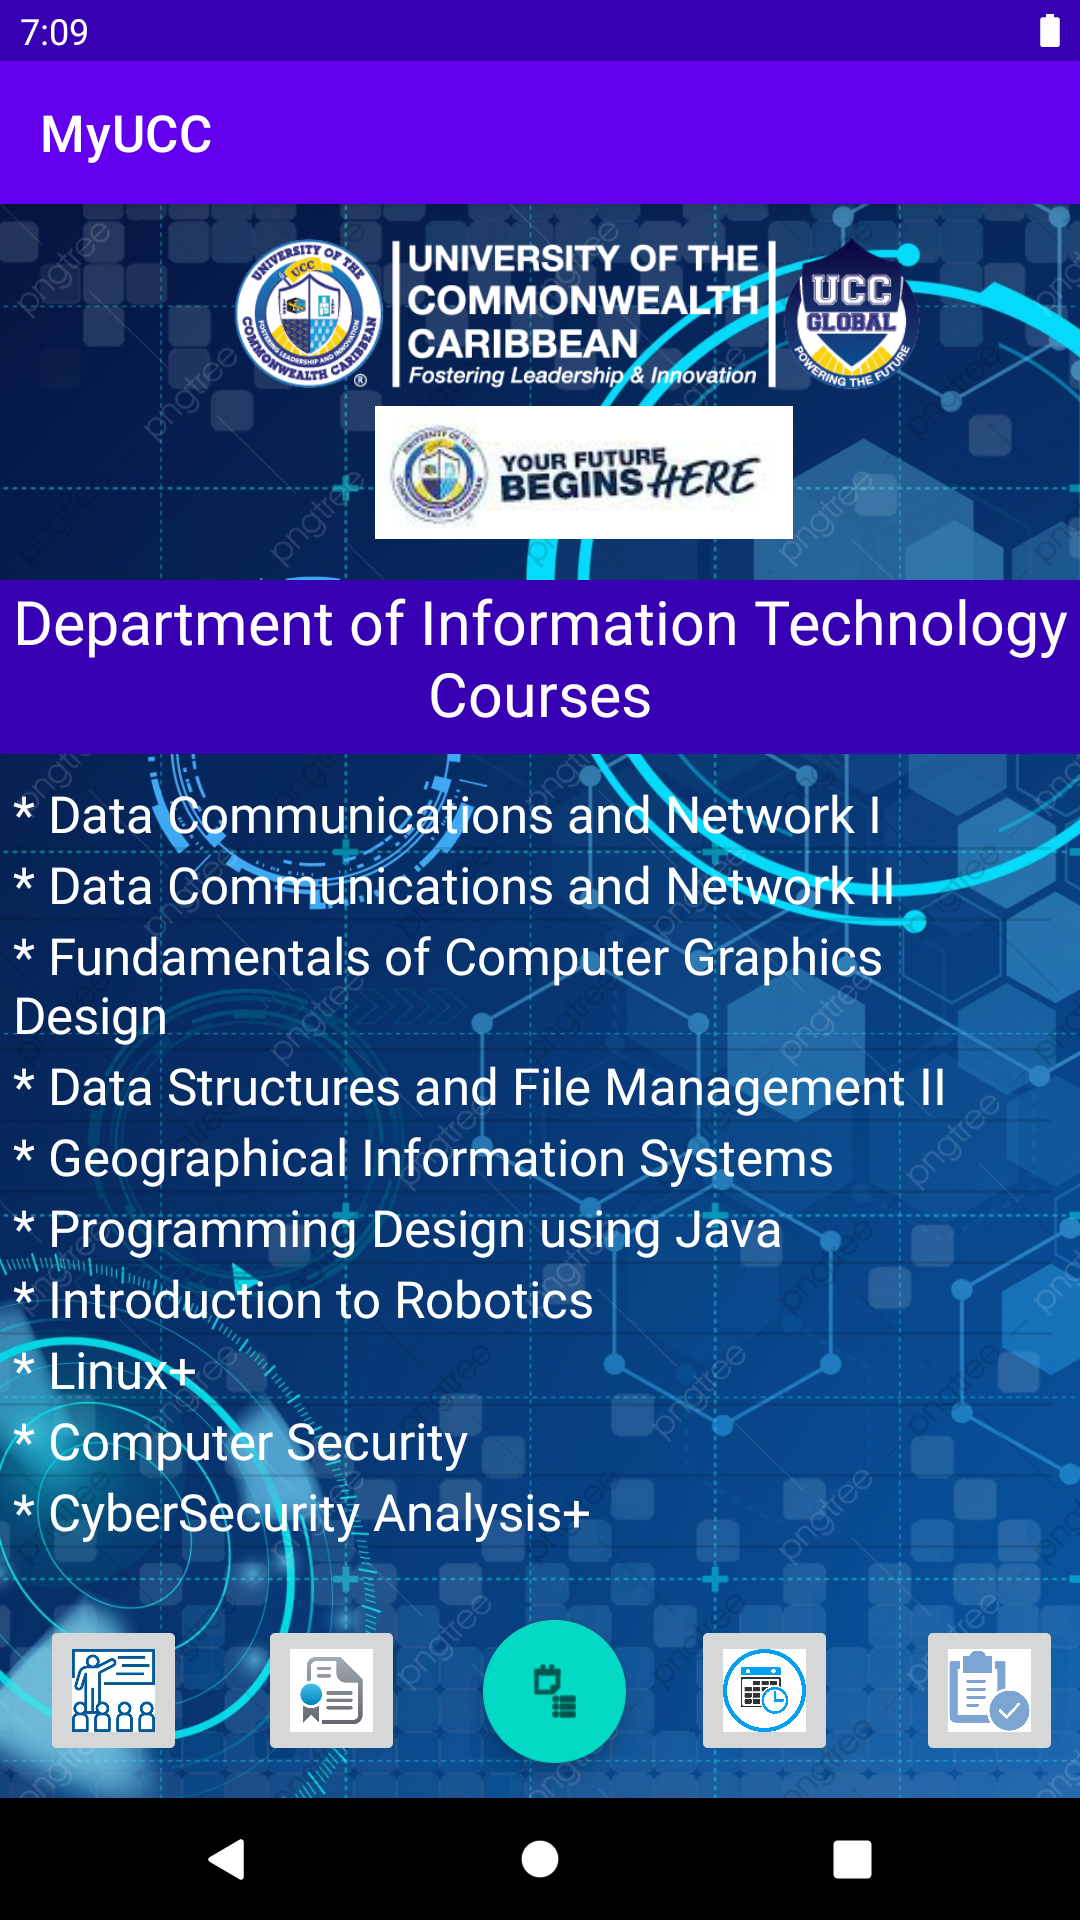 7:09
MyUCC
UNIVERSITY OF THE
COMMONWEALTH
CARIBBEAN
Fostering Leadership & Innovation
UNIVERSITY OF THE
COMMONWEALTH CARIBBEAN
UCC
FOSTERING LEADERSHIP AND INNOVATION
®
UCC
GLOBAL
POWERING THE FUTURE
YOUR FUTURE
BEGINS HERE
Department of Information Technology
Courses
* Data Communications and Network I
* Data Communications and Network II
* Fundamentals of Computer Graphics
Design
* Data Structures and File Management II
* Geographical Information Systems
* Programming Design using Java
* Introduction to Robotics
* Linux+
* Computer Security
* CyberSecurity Analysis+
pngtree